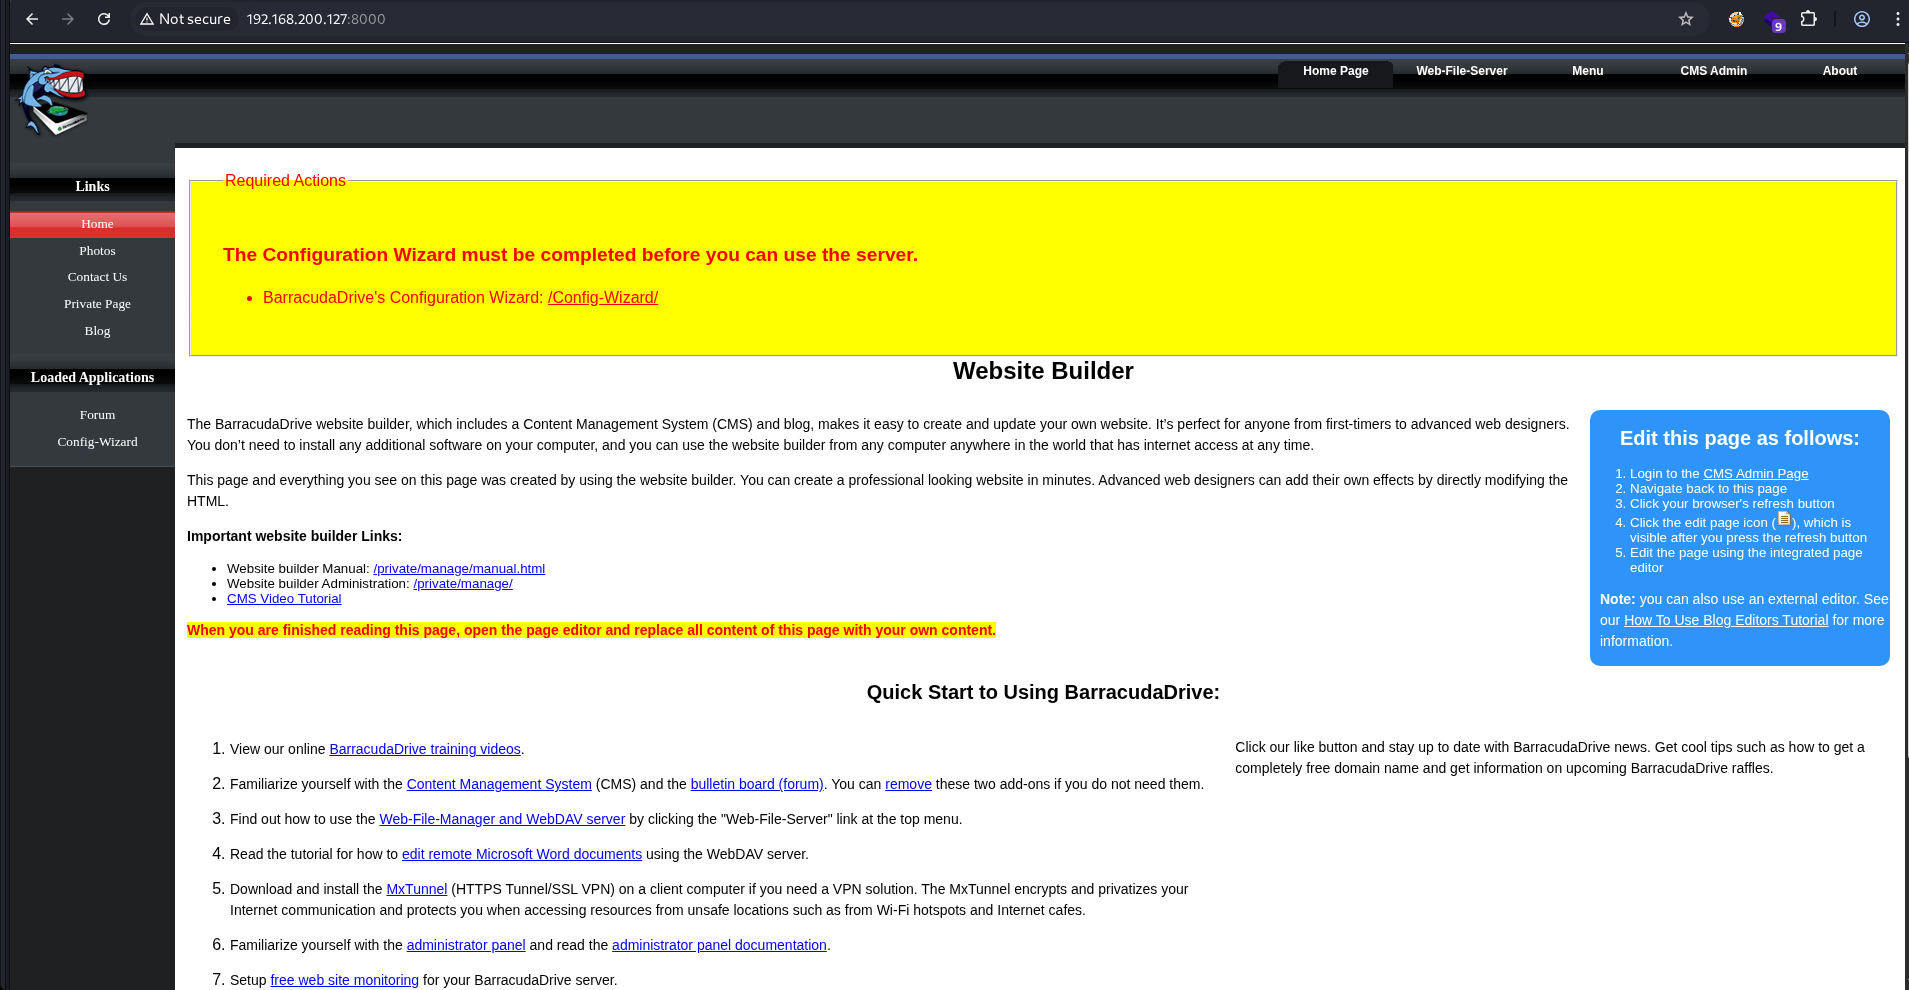 Not secure 192.168.200.127:8000
9
Home Page Web-File-Server Menu CMS Admin About
Links
Home
Photos
Contact Us
Private Page
Blog
Loaded Applications
Forum
Config-Wizard
Required Actions
The Configuration Wizard must be completed before you can use the server.
• BarracudaDrive's Configuration Wizard: /Config-Wizard/
Website Builder
The BarracudaDrive website builder, which includes a Content Management System (CMS) and blog, makes it easy to create and update your own website. It’s perfect for anyone from first-timers to advanced web designers.
You don’t need to install any additional software on your computer, and you can use the website builder from any computer anywhere in the world that has internet access at any time.
This page and everything you see on this page was created by using the website builder. You can create a professional looking website in minutes. Advanced web designers can add their own effects by directly modifying the
HTML.
Important website builder Links:
• Website builder Manual: /private/manage/manual.html
• Website builder Administration: /private/manage/
• CMS Video Tutorial
When you are finished reading this page, open the page editor and replace all content of this page with your own content.
Edit this page as follows:
1. Login to the CMS Admin Page
2. Navigate back to this page
3. Click your browser's refresh button
4. Click the edit page icon ( ), which is
visible after you press the refresh button
5. Edit the page using the integrated page
editor
Note: you can also use an external editor. See
our How To Use Blog Editors Tutorial for more
information.
Quick Start to Using BarracudaDrive:
1. View our online BarracudaDrive training videos.
2. Familiarize yourself with the Content Management System (CMS) and the bulletin board (forum). You can remove these two add-ons if you do not need them.
3. Find out how to use the Web-File-Manager and WebDAV server by clicking the "Web-File-Server" link at the top menu.
4. Read the tutorial for how to edit remote Microsoft Word documents using the WebDAV server.
5. Download and install the MxTunnel (HTTPS Tunnel/SSL VPN) on a client computer if you need a VPN solution. The MxTunnel encrypts and privatizes your
Internet communication and protects you when accessing resources from unsafe locations such as from Wi-Fi hotspots and Internet cafes.
6. Familiarize yourself with the administrator panel and read the administrator panel documentation.
7. Setup free web site monitoring for your BarracudaDrive server.
Click our like button and stay up to date with BarracudaDrive news. Get cool tips such as how to get a
completely free domain name and get information on upcoming BarracudaDrive raffles.